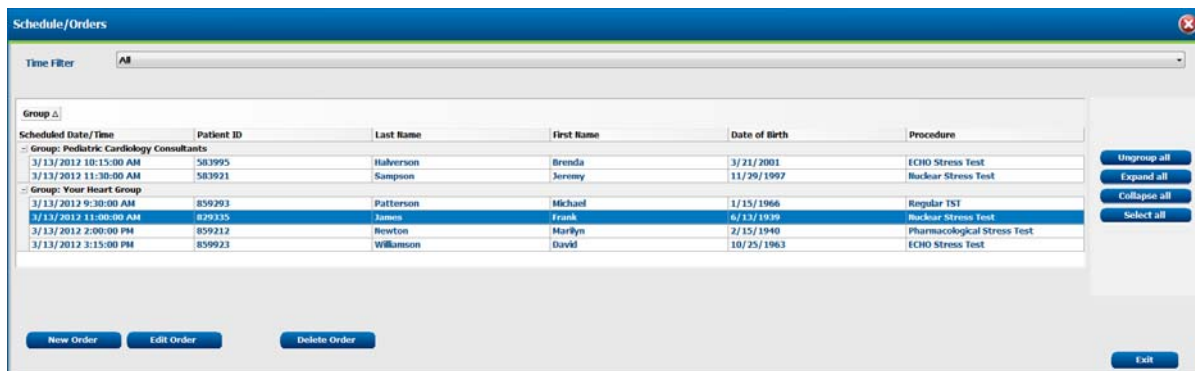 Schedule/Orders
Time Filter All
Group
Scheduled Date/Time Patient ID Last Name First Name Date of Birth Procedure
Group: Pediatric Cardiology Consultants
3/13/2012 10:15:00 AM 583995 Halverson Brenda 3/21/2001 ECHO Stress Test
3/13/2012 11:30:00 AM 583921 Sampson Jeremy 11/29/1997 Nuclear Stress Test
Group: Your Heart Group
3/13/2012 9:30:00 AM 859293 Patterson Michael 1/15/1966 Regular TST
3/13/2012 11:00:00 AM 829335 James Frank 6/13/1939 Nuclear Stress Test
3/13/2012 2:00:00 PM 859212 Newton Marilyn 2/15/1940 Pharmacological Stress Test
3/13/2012 3:15:00 PM 859923 Williamson David 10/25/1963 ECHO Stress Test
Ungroup all
Expand all
Collapse all
Select all
New Order Edit Order Delete Order
Exit